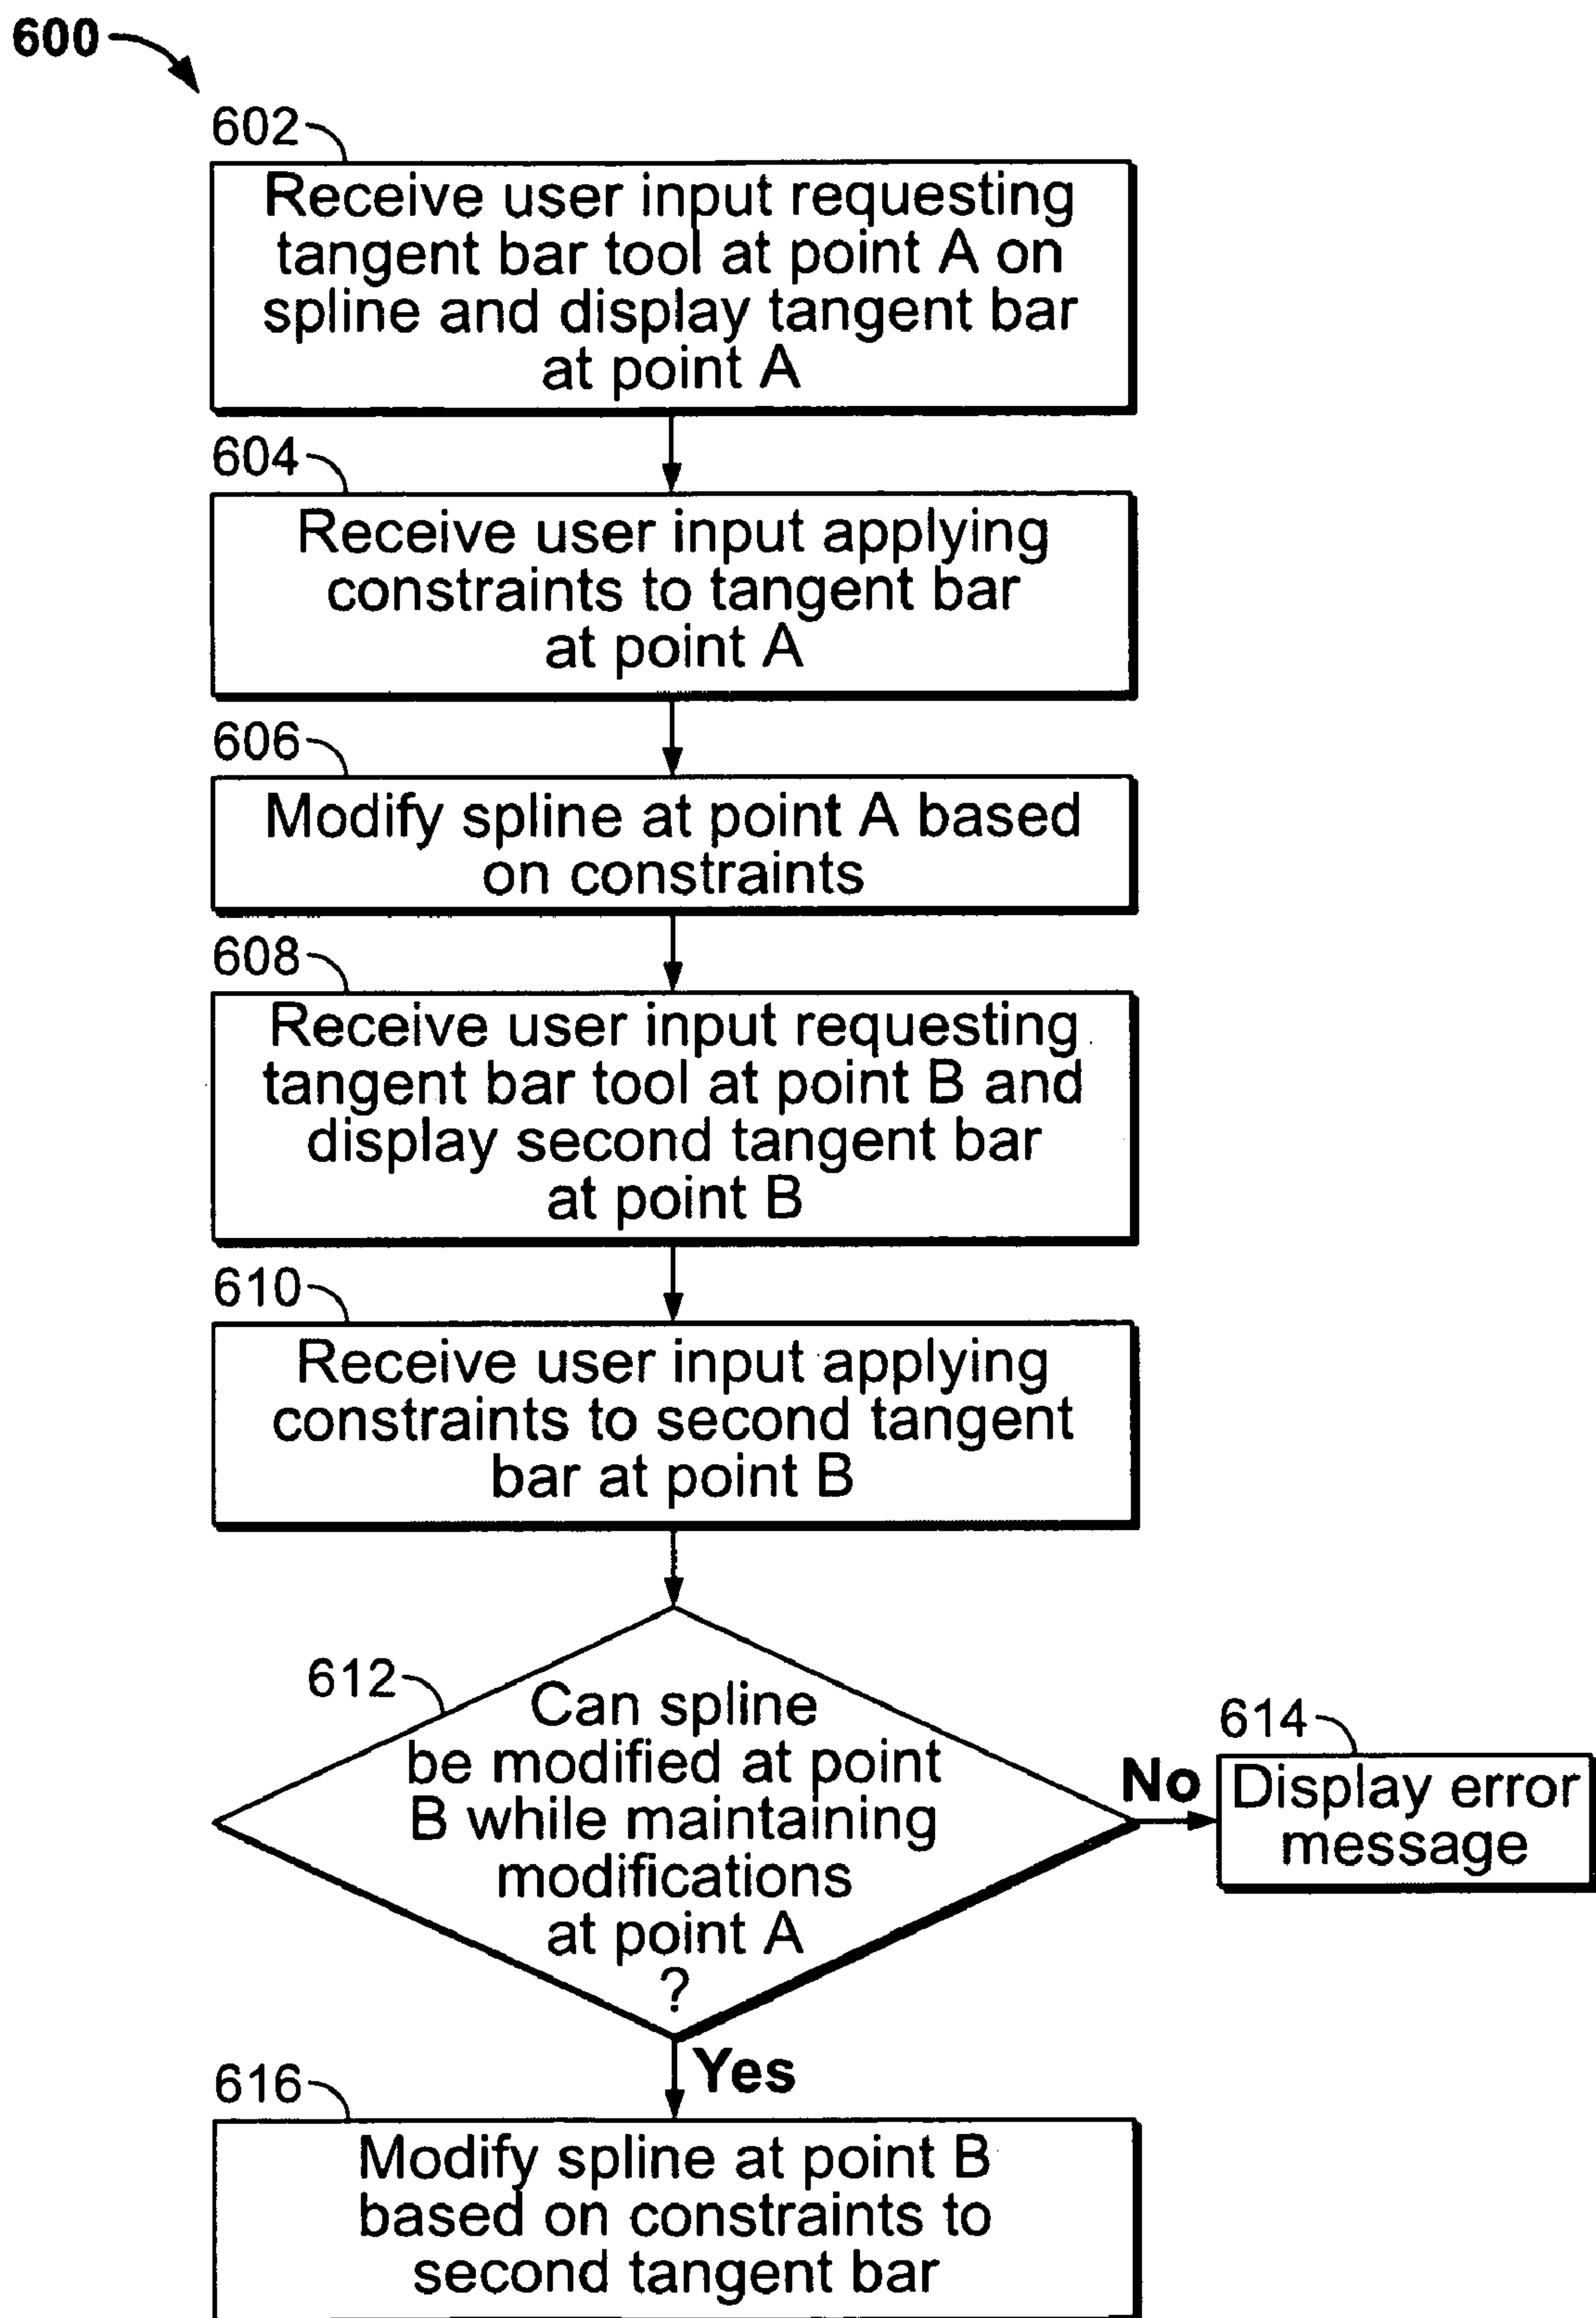 600
602
Receive user input requesting
tangent bar tool at point A on
spline and display tangent bar
at point A
604
Receive user input applying
constraints to tangent bar
at point A
606
Modify spline at point A based
on constraints
608
Receive user input requesting
tangent bar tool at point B and
display second tangent bar
at point B
610
Receive user input applying
constraints to second tangent
bar at point B
612
Can spline
be modified at point
B while maintaining
modifications
at point A
?
No
614
Display error
message
Yes
616
Modify spline at point B
based on constraints to
second tangent bar